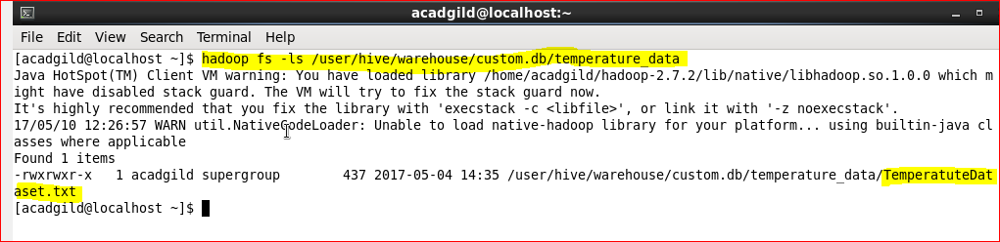 acadgild@localhost:~
File Edit View Search Terminal Help
[acadgild@localhost ~]$ hadoop fs -ls /user/hive/warehouse/custom.db/temperature_data
Java HotSpot(TM) Client VM warning: You have loaded library /home/acadgild/hadoop-2.7.2/lib/native/libhadoop.so.1.0.0 which m
ight have disabled stack guard. The VM will try to fix the stack guard now.
It's highly recommended that you fix the library with 'execstack -c <libfile>', or link it with '-z noexecstack'.
17/05/10 12:26:57 WARN util.NativeCodeLoader: Unable to load native-hadoop library for your platform... using builtin-java cl
asses where applicable
Found 1 items
-rwxrwxr-x   1 acadgild supergroup        437 2017-05-04 14:35 /user/hive/warehouse/custom.db/temperature_data/TemperatuteDat
aset.txt
[acadgild@localhost ~]$